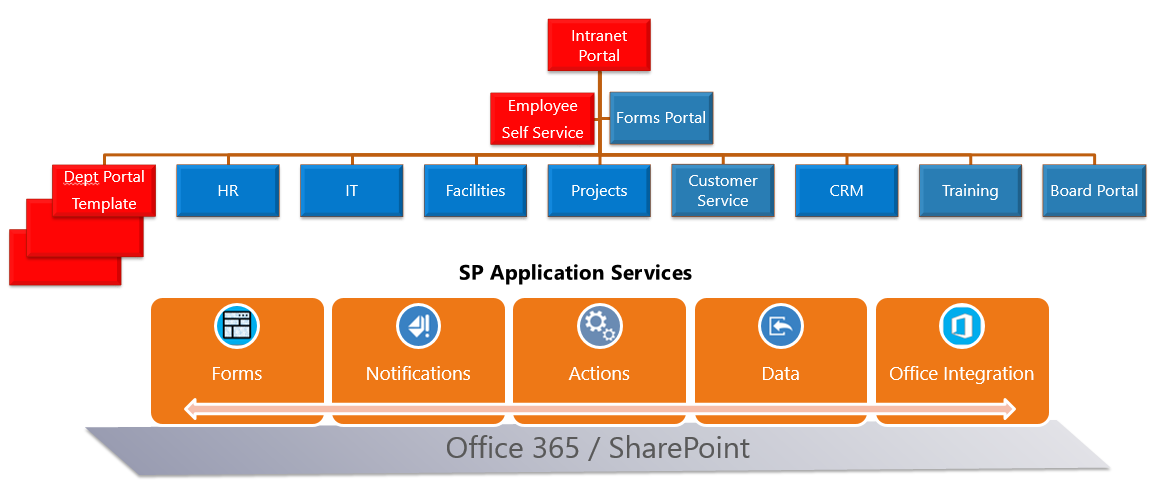 Intranet
Portal
Employee
Self Service
Forms Portal
Dept Portal
Template
HR
IT
Facilities
Projects
Customer
Service
CRM
Training
Board Portal
SP Application Services
Forms
Notifications
Actions
Data
Office Integration
Office 365 / SharePoint